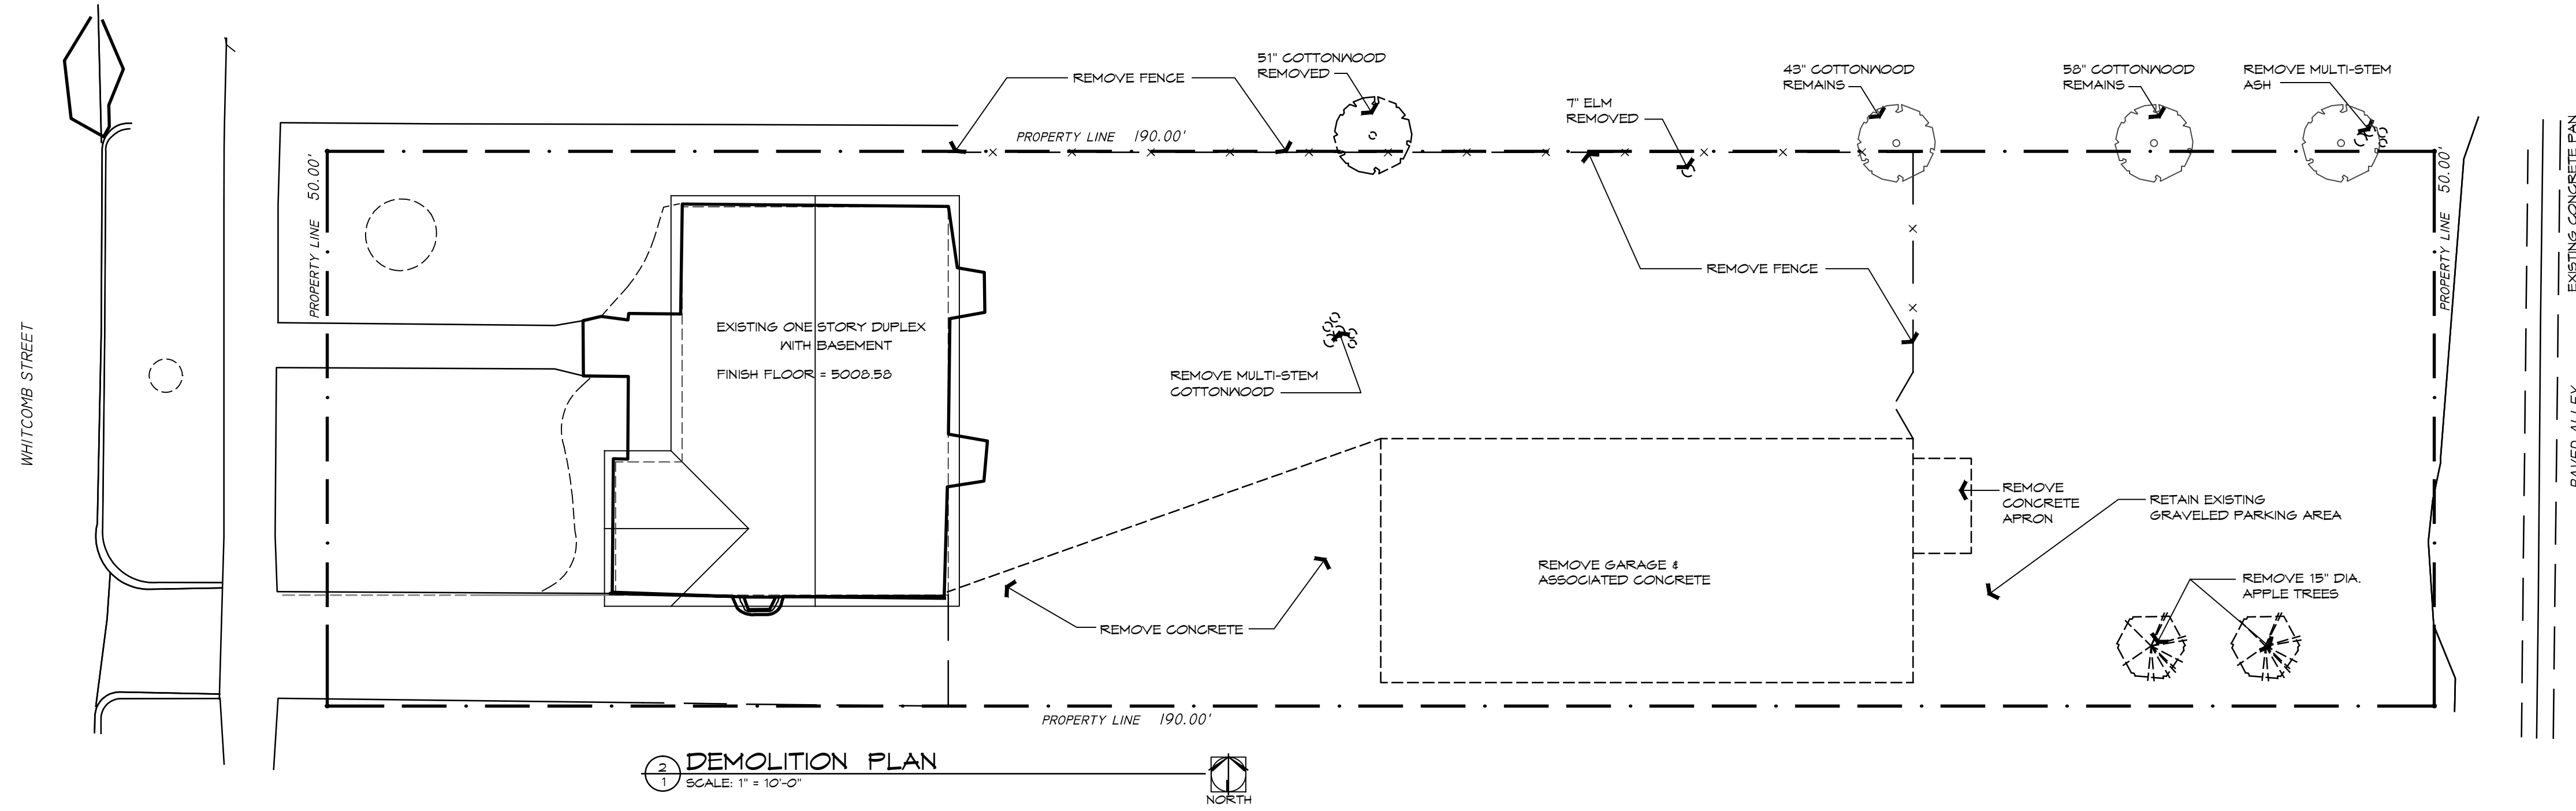 51" COTTONWOOD
REMOVED
REMOVE FENCE
7" ELM
REMOVED
43" COTTONWOOD
REMAINS
58" COTTONWOOD
REMAINS
REMOVE MULTI-STEM
ASH
PROPERTY LINE 190.00'
PROPERTY LINE 50.00'
PROPERTY LINE 50.00'
EXISTING CONCRETE PAN
PAVED ALLEY
WHITCOMB STREET
REMOVE FENCE
EXISTING ONE STORY DUPLEX
WITH BASEMENT
FINISH FLOOR = 5008.58
REMOVE MULTI-STEM
COTTONWOOD
REMOVE
CONCRETE
APRON
RETAIN EXISTING
GRAVELED PARKING AREA
REMOVE GARAGE &
ASSOCIATED CONCRETE
REMOVE 15" DIA.
APPLE TREES
REMOVE CONCRETE
PROPERTY LINE 190.00'
2
1
DEMOLITION PLAN
SCALE: 1" = 10'-0"
NORTH